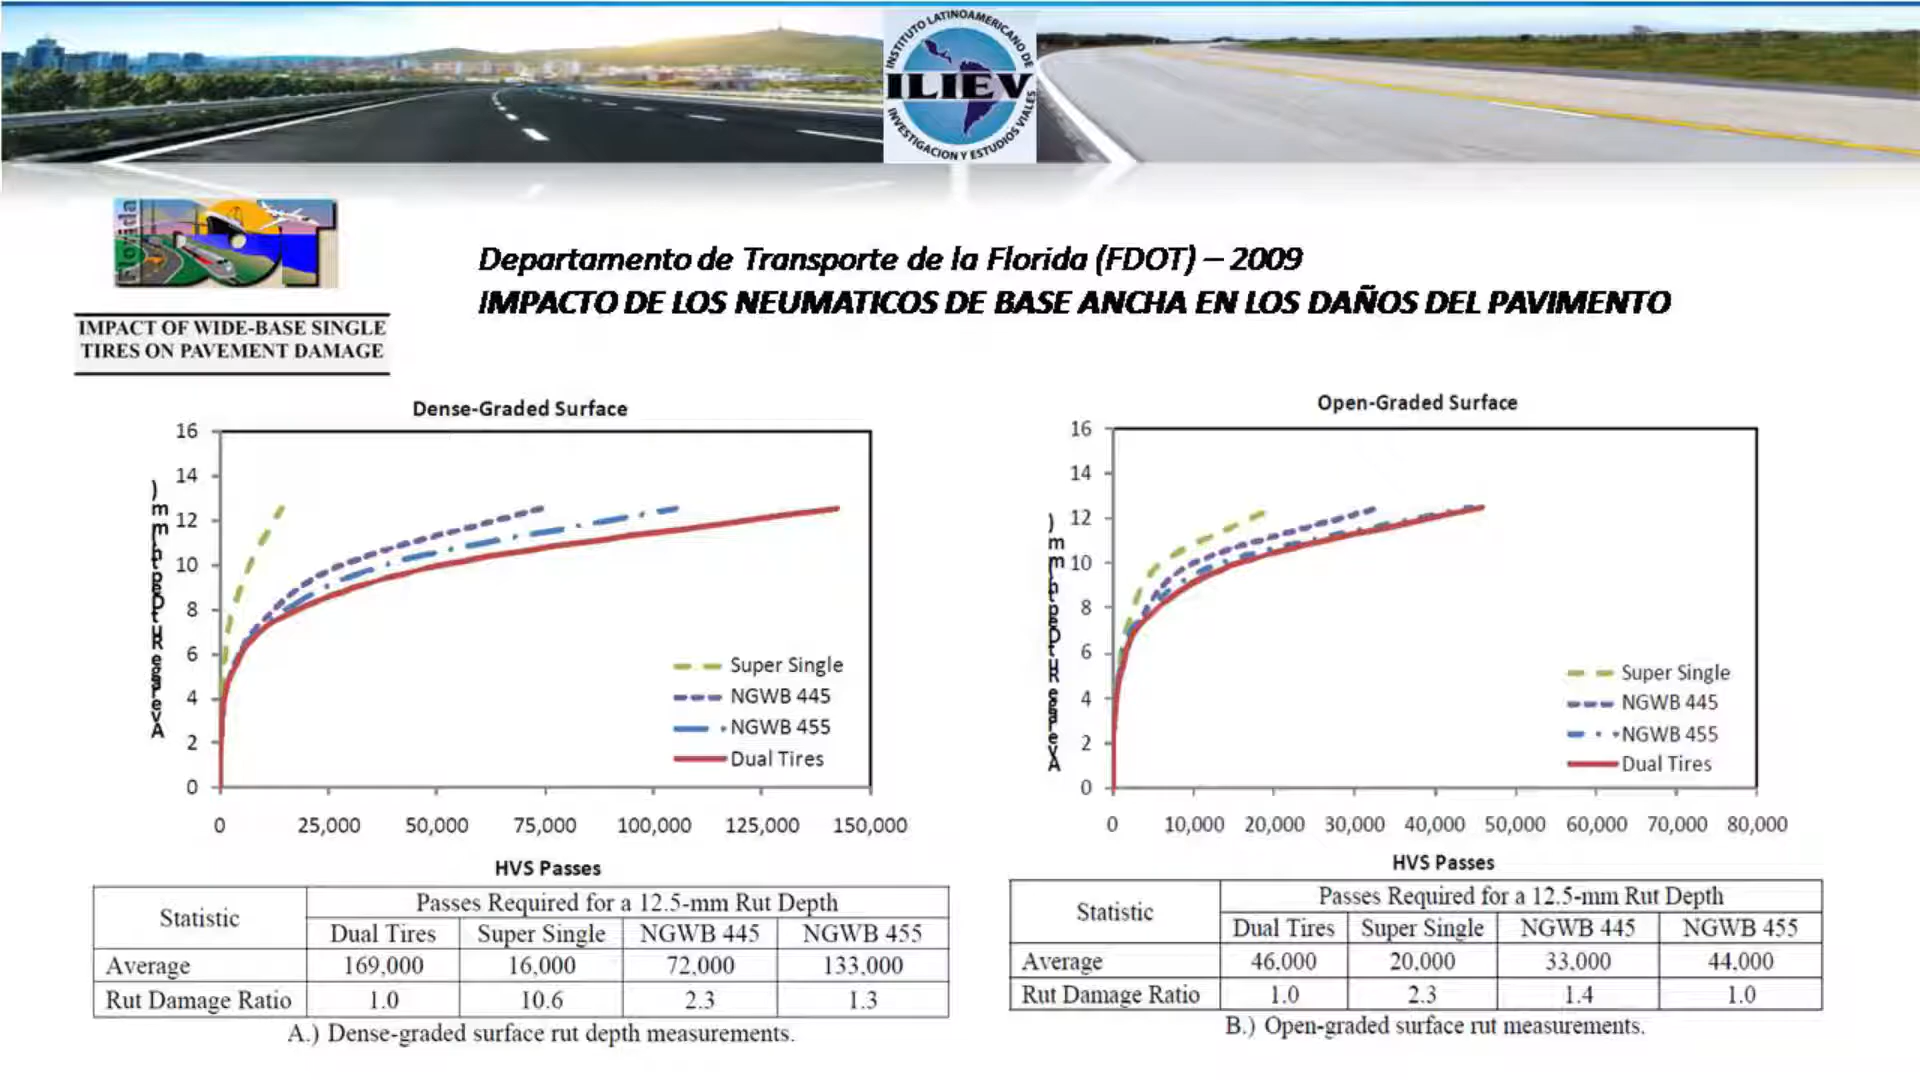 INSTITUTO LATINOAMERICANO DE
ILIEV
INVESTIGACION Y ESTUDIOS VIALES
Florida
DOT
IMPACT OF WIDE-BASE SINGLE
TIRES ON PAVEMENT DAMAGE
Departamento de Transporte de la Florida (FDOT) – 2009
IMPACTO DE LOS NEUMATICOS DE BASE ANCHA EN LOS DAÑOS DEL PAVIMENTO
Dense-Graded Surface
16
14
12
10
8
6
4
2
0
Average Rut Depth (mm)
Super Single
NGWB 445
NGWB 455
Dual Tires
0 25,000 50,000 75,000 100,000 125,000 150,000
HVS Passes
Statistic Passes Required for a 12.5-mm Rut Depth
Dual Tires Super Single NGWB 445 NGWB 455
Average 169,000 16,000 72,000 133,000
Rut Damage Ratio 1.0 10.6 2.3 1.3
A.) Dense-graded surface rut depth measurements.
Open-Graded Surface
16
14
12
10
8
6
4
2
0
Average Rut Depth (mm)
Super Single
NGWB 445
NGWB 455
Dual Tires
0 10,000 20,000 30,000 40,000 50,000 60,000 70,000 80,000
HVS Passes
Statistic Passes Required for a 12.5-mm Rut Depth
Dual Tires Super Single NGWB 445 NGWB 455
Average 46,000 20,000 33,000 44,000
Rut Damage Ratio 1.0 2.3 1.4 1.0
B.) Open-graded surface rut measurements.